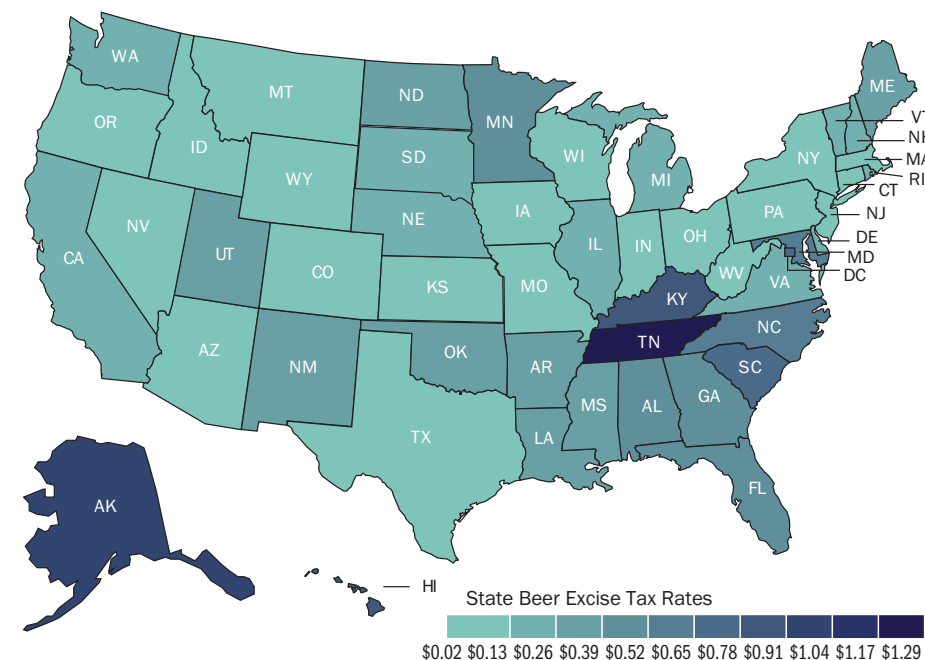 WA
MT
ND
MN
ME
VT
NH
MA
RI
CT
OR
ID
WY
SD
WI
MI
NY
PA
NJ
DE
MD
DC
NV
UT
CO
NE
IA
IL
IN
OH
WV
VA
CA
KS
MO
KY
NC
TN
AZ
NM
OK
AR
SC
MS
AL
GA
TX
LA
FL
AK
HI
State Beer Excise Tax Rates
$0.02 $0.13 $0.26 $0.39 $0.52 $0.65 $0.78 $0.91 $1.04 $1.17 $1.29